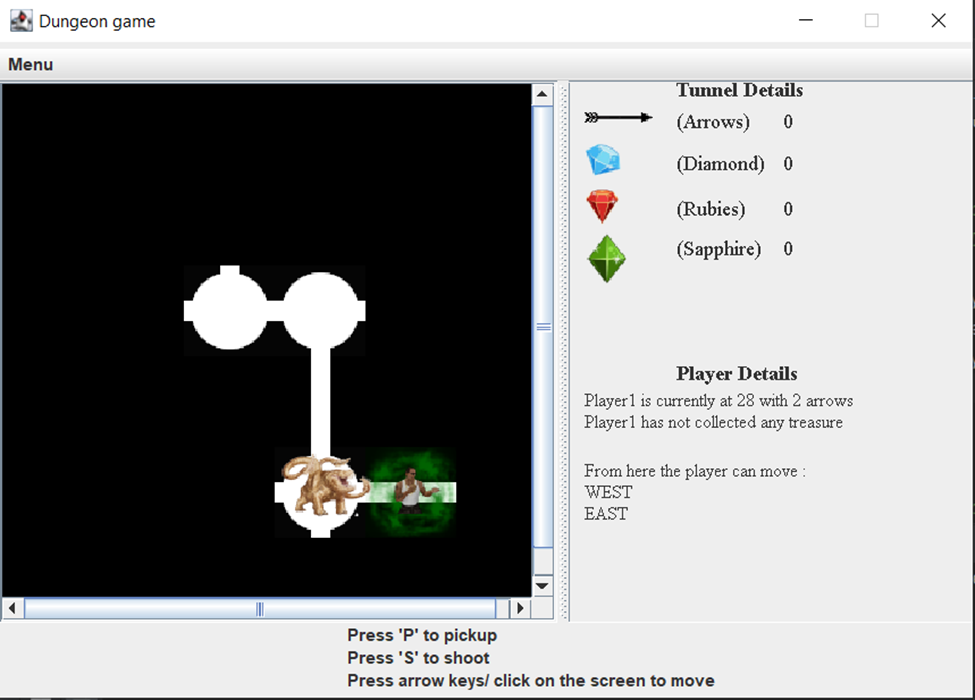 Dungeon game
Menu
Tunnel Details
(Arrows) 0
(Diamond) 0
(Rubies) 0
(Sapphire) 0
Player Details
Player1 is currently at 28 with 2 arrows
Player1 has not collected any treasure
From here the player can move :
WEST
EAST
Press 'P' to pickup
Press 'S' to shoot
Press arrow keys/ click on the screen to move